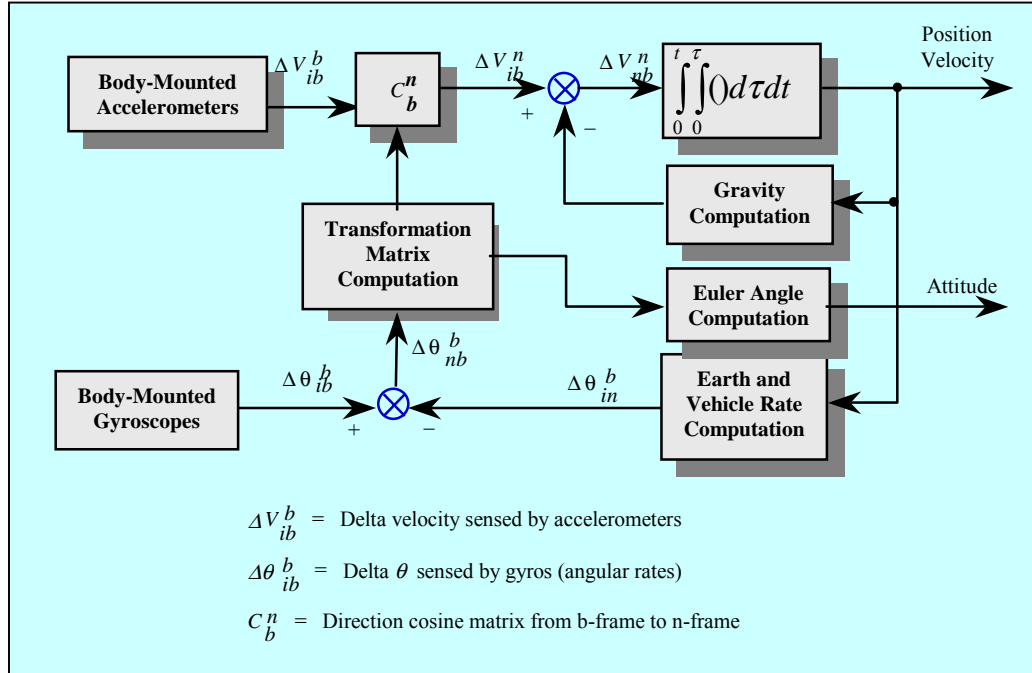 Position
Velocity
Body-Mounted
Accelerometers
ΔV^b_ib
C^n_b
ΔV^n_ib
+
−
ΔV^n_nb
∫^t_0 ∫^τ_0 ()dτdt
Gravity
Computation
Transformation
Matrix
Computation
Euler Angle
Computation
Attitude
Δθ^b_nb
Body-Mounted
Gyroscopes
Δθ^b_ib
+
−
Δθ^b_in
Earth and
Vehicle Rate
Computation
ΔV^b_ib = Delta velocity sensed by accelerometers
Δθ^b_ib = Delta θ sensed by gyros (angular rates)
C^n_b = Direction cosine matrix from b-frame to n-frame